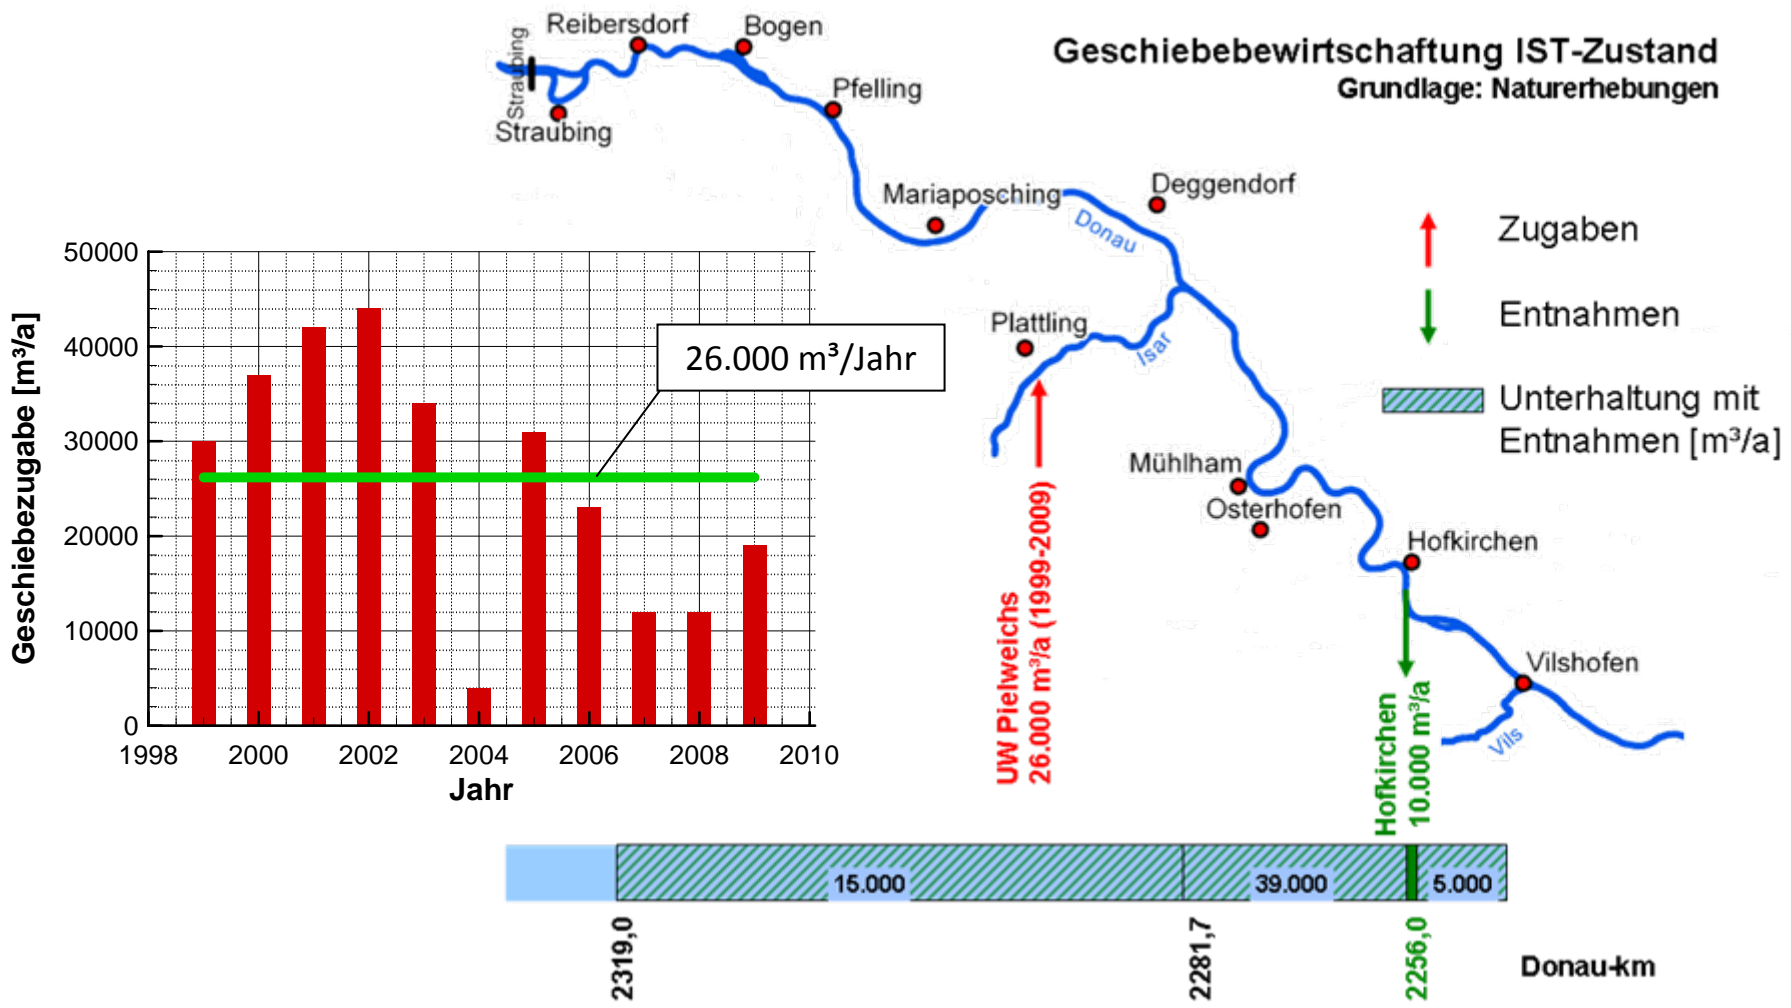 Geschiebebewirtschaftung IST-Zustand
Grundlage: Naturerhebungen
Straubing
Straubing
Reibersdorf
Bogen
Pfelling
Mariaposching
Deggendorf
Donau
Plattling
Isar
Mühlham
Osterhofen
Hofkirchen
Vilshofen
Vils
Zugaben
Entnahmen
Unterhaltung mit
Entnahmen [m³/a]
Geschiebezugabe [m³/a]
50000
40000
30000
20000
10000
0
1998
2000
2002
2004
2006
2008
2010
Jahr
26.000 m³/Jahr
UW Pielweichs
26.000 m³/a (1999-2009)
Hofkirchen
10.000 m³/a
15.000
39.000
5.000
2319,0
2281,7
2256,0
Donau-km